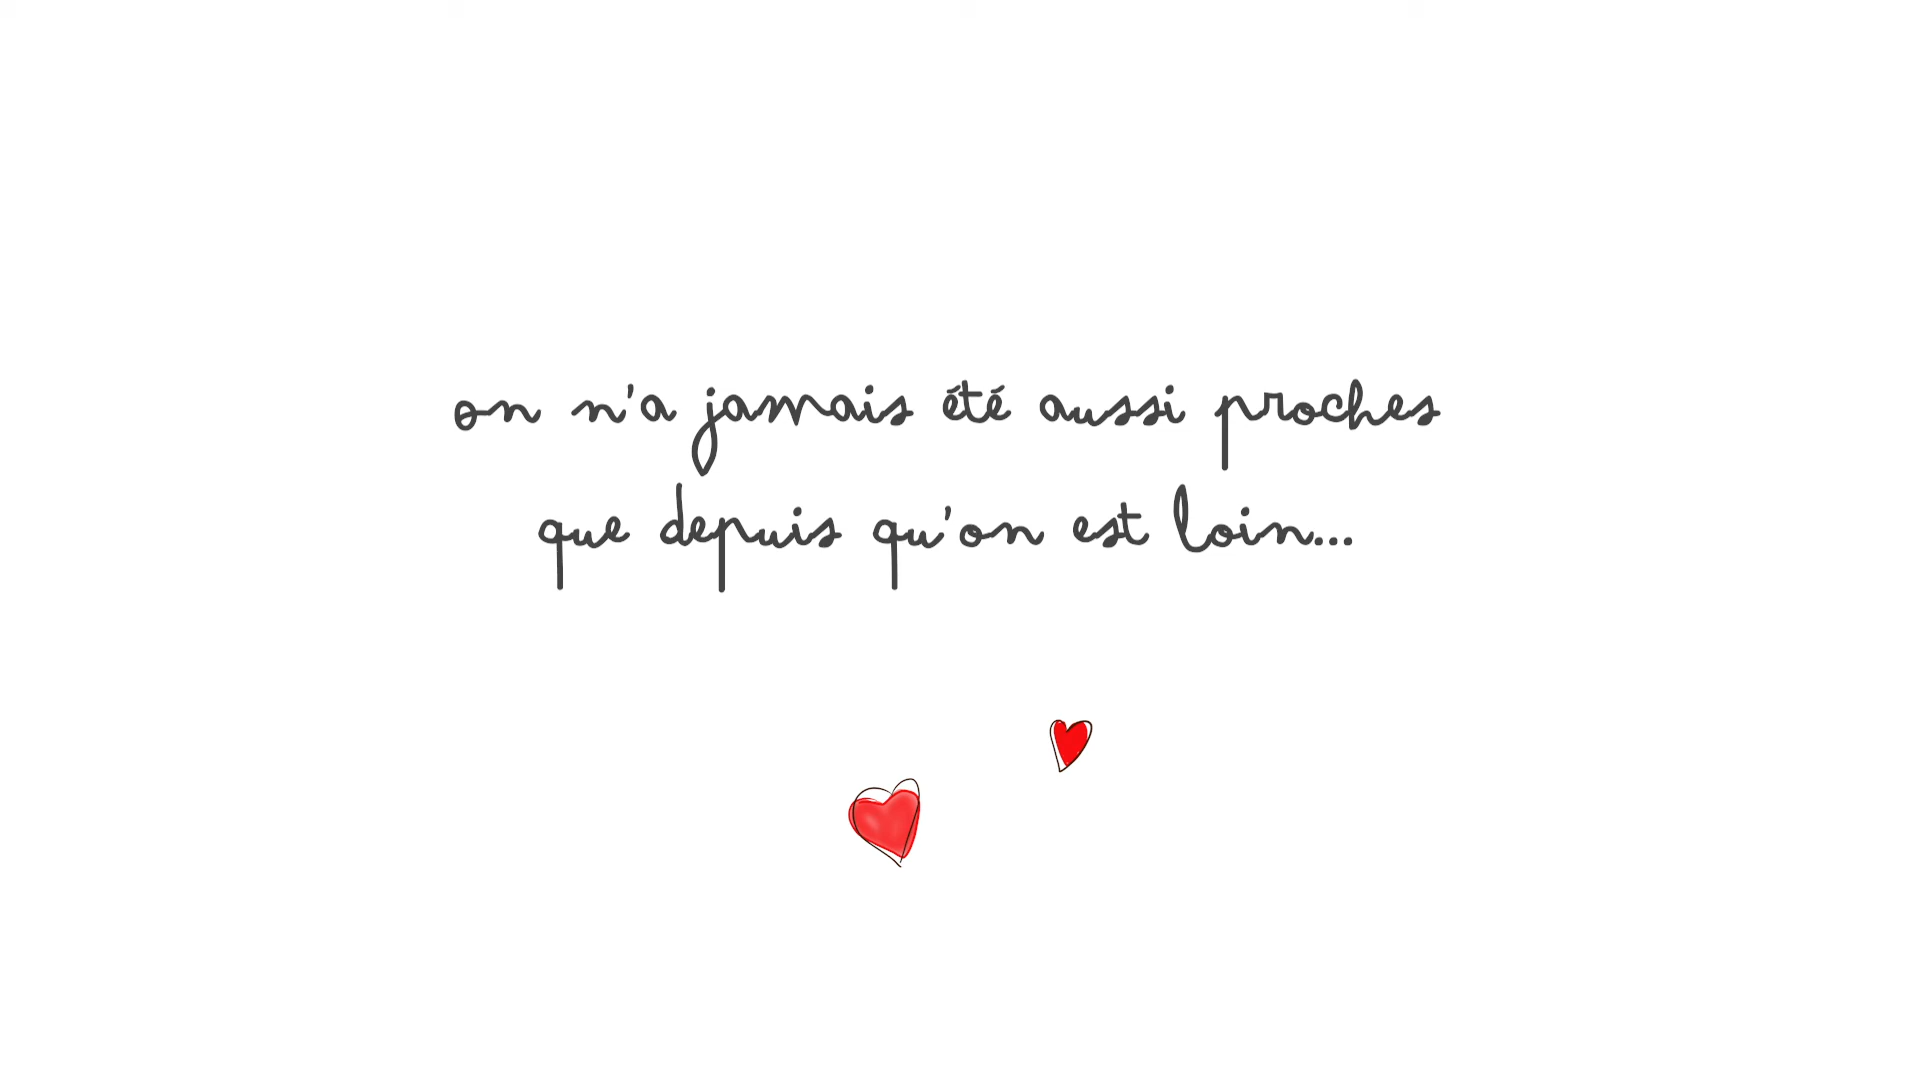 on n'a jamais été aussi proches
que depuis qu'on est loin...